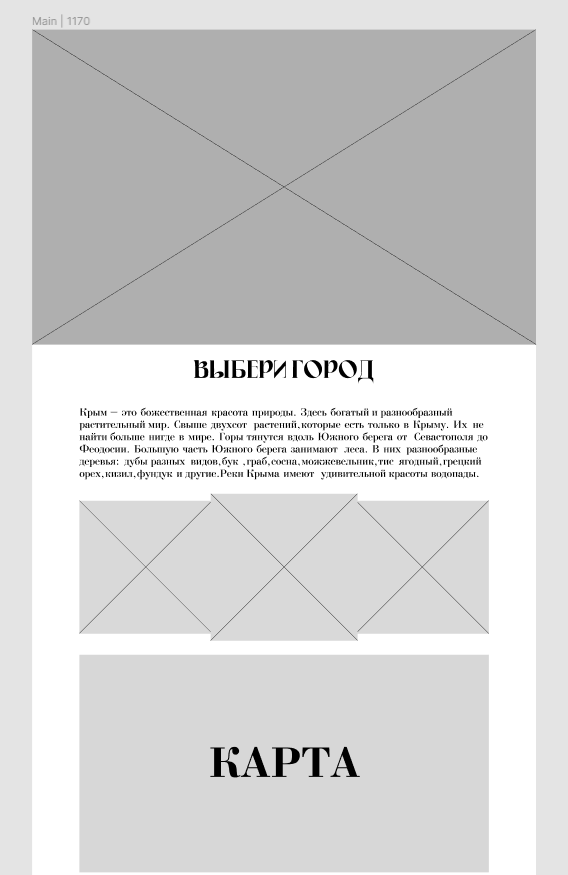 Main | 1170
ВЫБЕРИ ГОРОД
Крым – это божественная красота природы. Здесь богатый и разнообразный
растительный мир. Свыше двухсот растений,которые есть только в Крыму. Их не
найти больше нигде в мире. Горы тянутся вдоль Южного берега от Севастополя до
Феодосии. Большую часть Южного берега занимают леса. В них разнообразные
деревья: дубы разных видов,бук ,граб,сосна,можжевельник,тис ягодный,грецкий
орех,кизил,фундук и другие.Реки Крыма имеют удивительной красоты водопады.
КАРТА